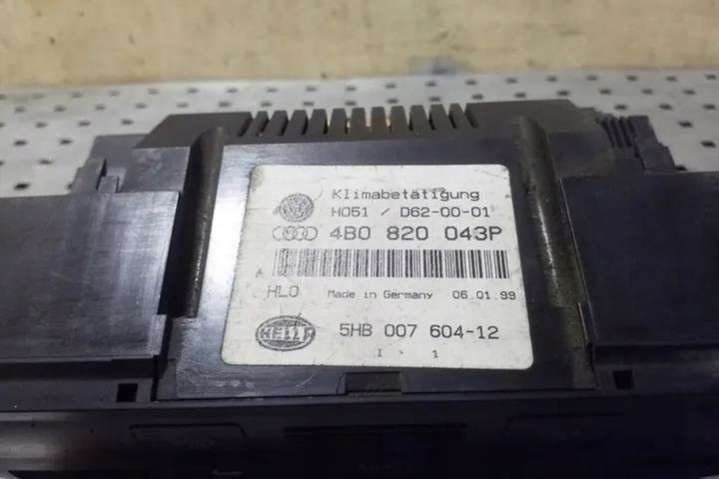 Klimabetätigung
H051 / D62-00-01
4B0 820 043P
A
HLO Made in Germany 06.01.99
HELLA 5HB 007 604-12
1